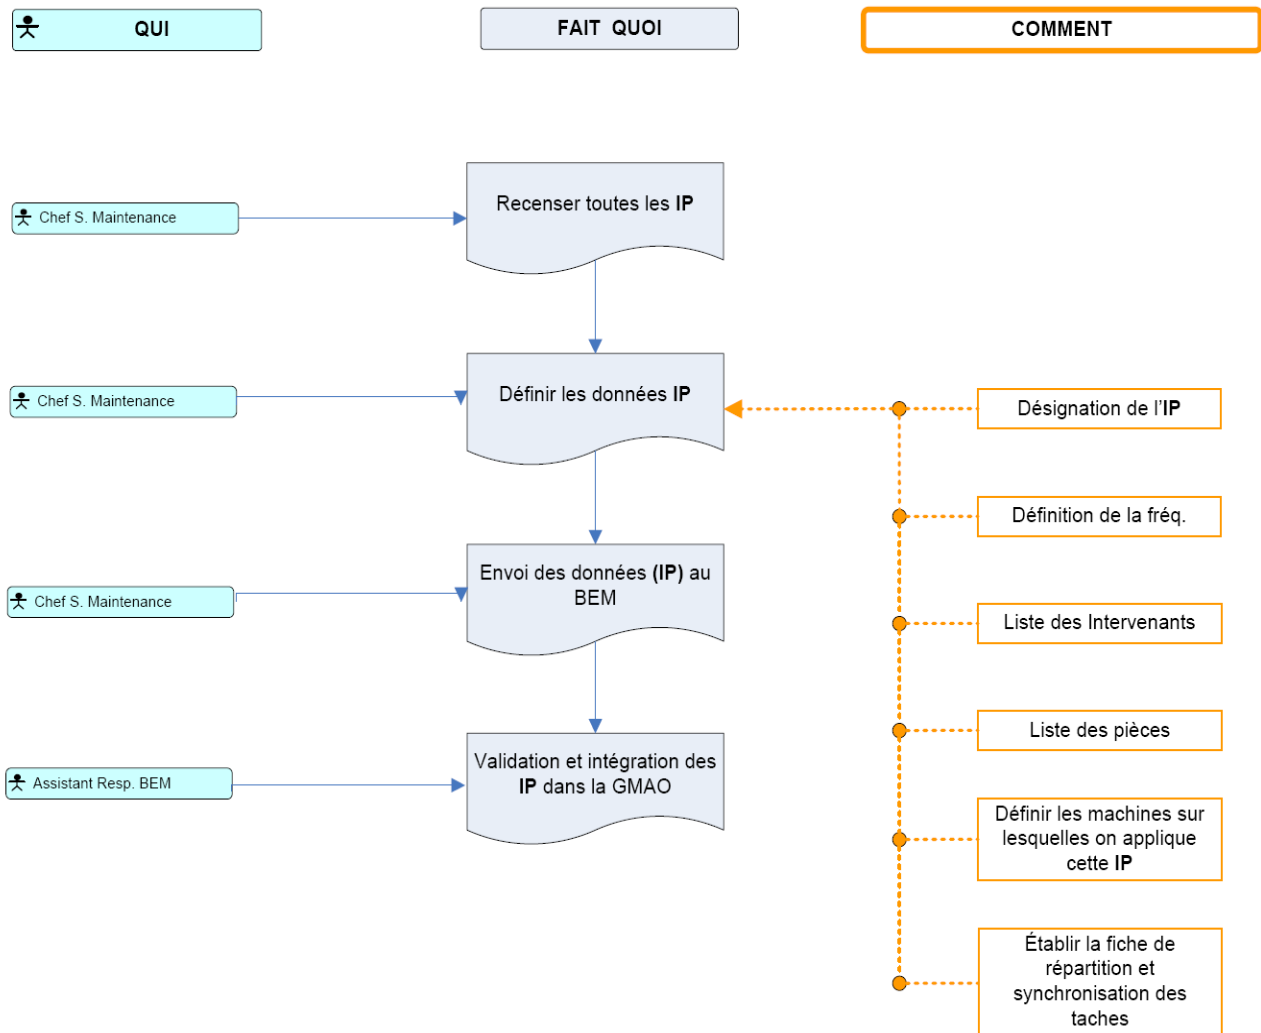 QUI
FAIT QUOI
COMMENT
Chef S. Maintenance
Recenser toutes les IP
Chef S. Maintenance
Définir les données IP
Désignation de l'IP
Définition de la fréq.
Chef S. Maintenance
Envoi des données (IP) au
BEM
Liste des Intervenants
Liste des pièces
Assistant Resp. BEM
Validation et intégration des
IP dans la GMAO
Définir les machines sur
lesquelles on applique
cette IP
Établir la fiche de
répartition et
synchronisation des
taches